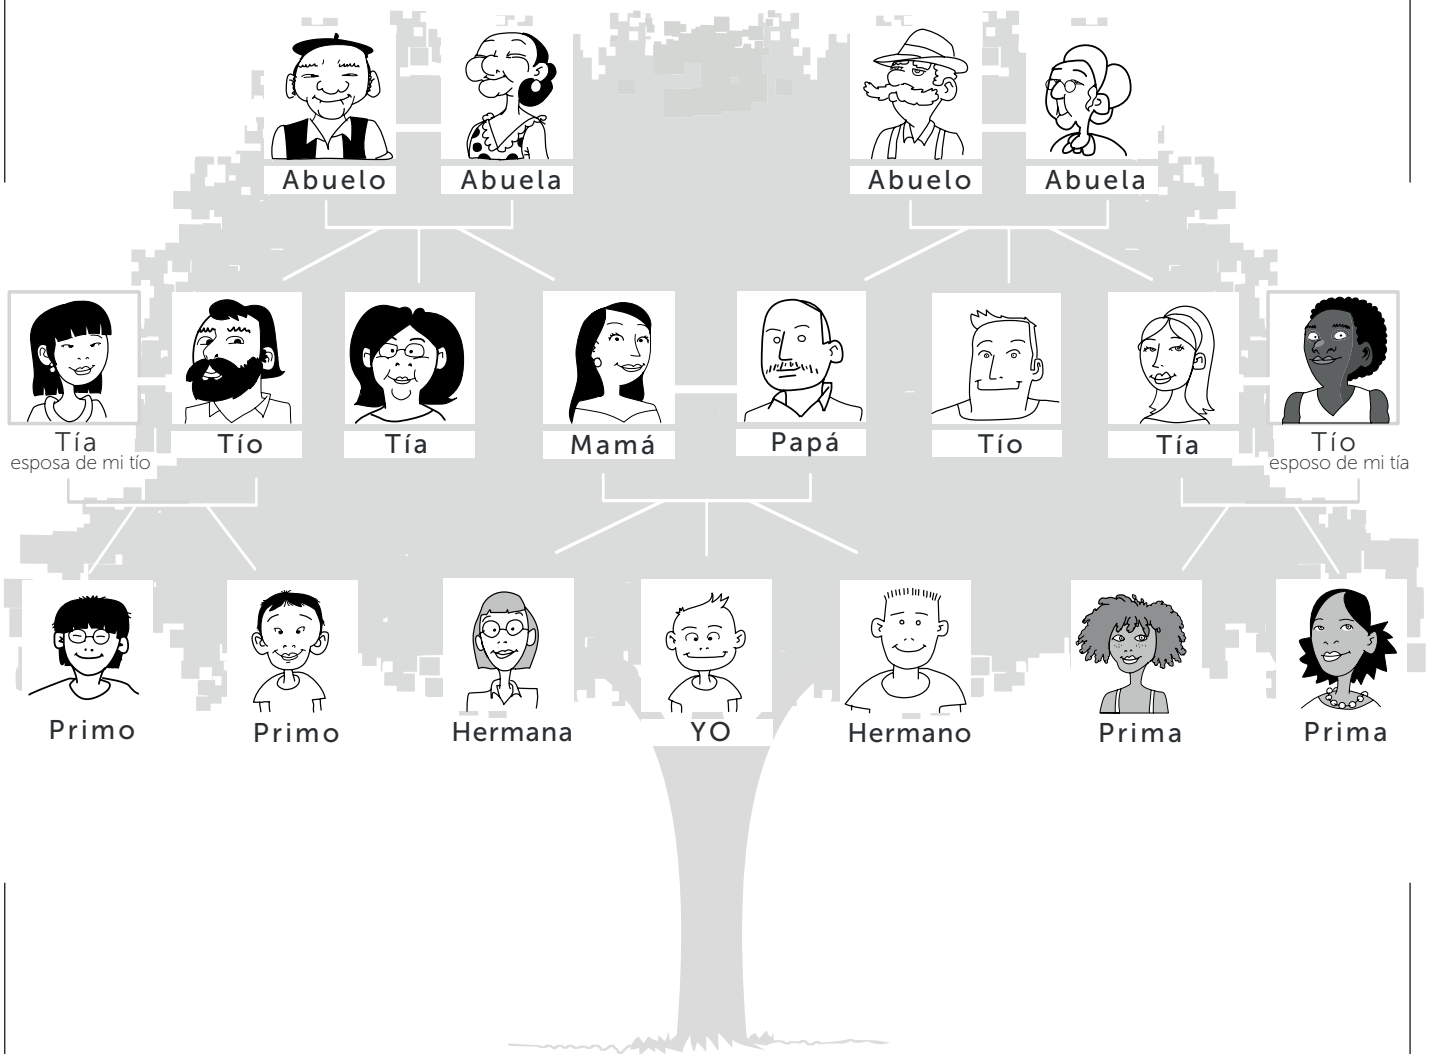 Abuelo
Abuela
Abuelo
Abuela
Tía
esposa de mi tío
Tío
Tía
Mamá
Papá
Tío
Tía
Tío
esposo de mi tía
Primo
Primo
Hermana
YO
Hermano
Prima
Prima